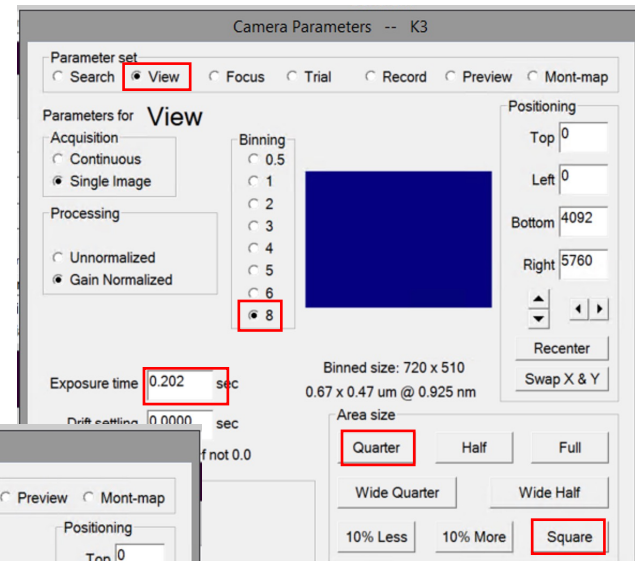 Camera Parameters -- K3
Parameter set
Search View Focus Trial Record Preview Mont-map
Parameters for View
Acquisition
Continuous
Single Image
Processing
Unnormalized
Gain Normalized
Binning
0.5
1
2
3
4
5
6
8
Positioning
Top 0
Left 0
Bottom 4092
Right 5760
Recenter
Swap X & Y
Binned size: 720 x 510
0.67 x 0.47 um @ 0.925 nm
Exposure time 0.202 sec
Drift settling 0.0000 sec
if not 0.0
Area size
Quarter Half Full
Wide Quarter Wide Half
10% Less 10% More Square
Preview Mont-map
Positioning
Top 0